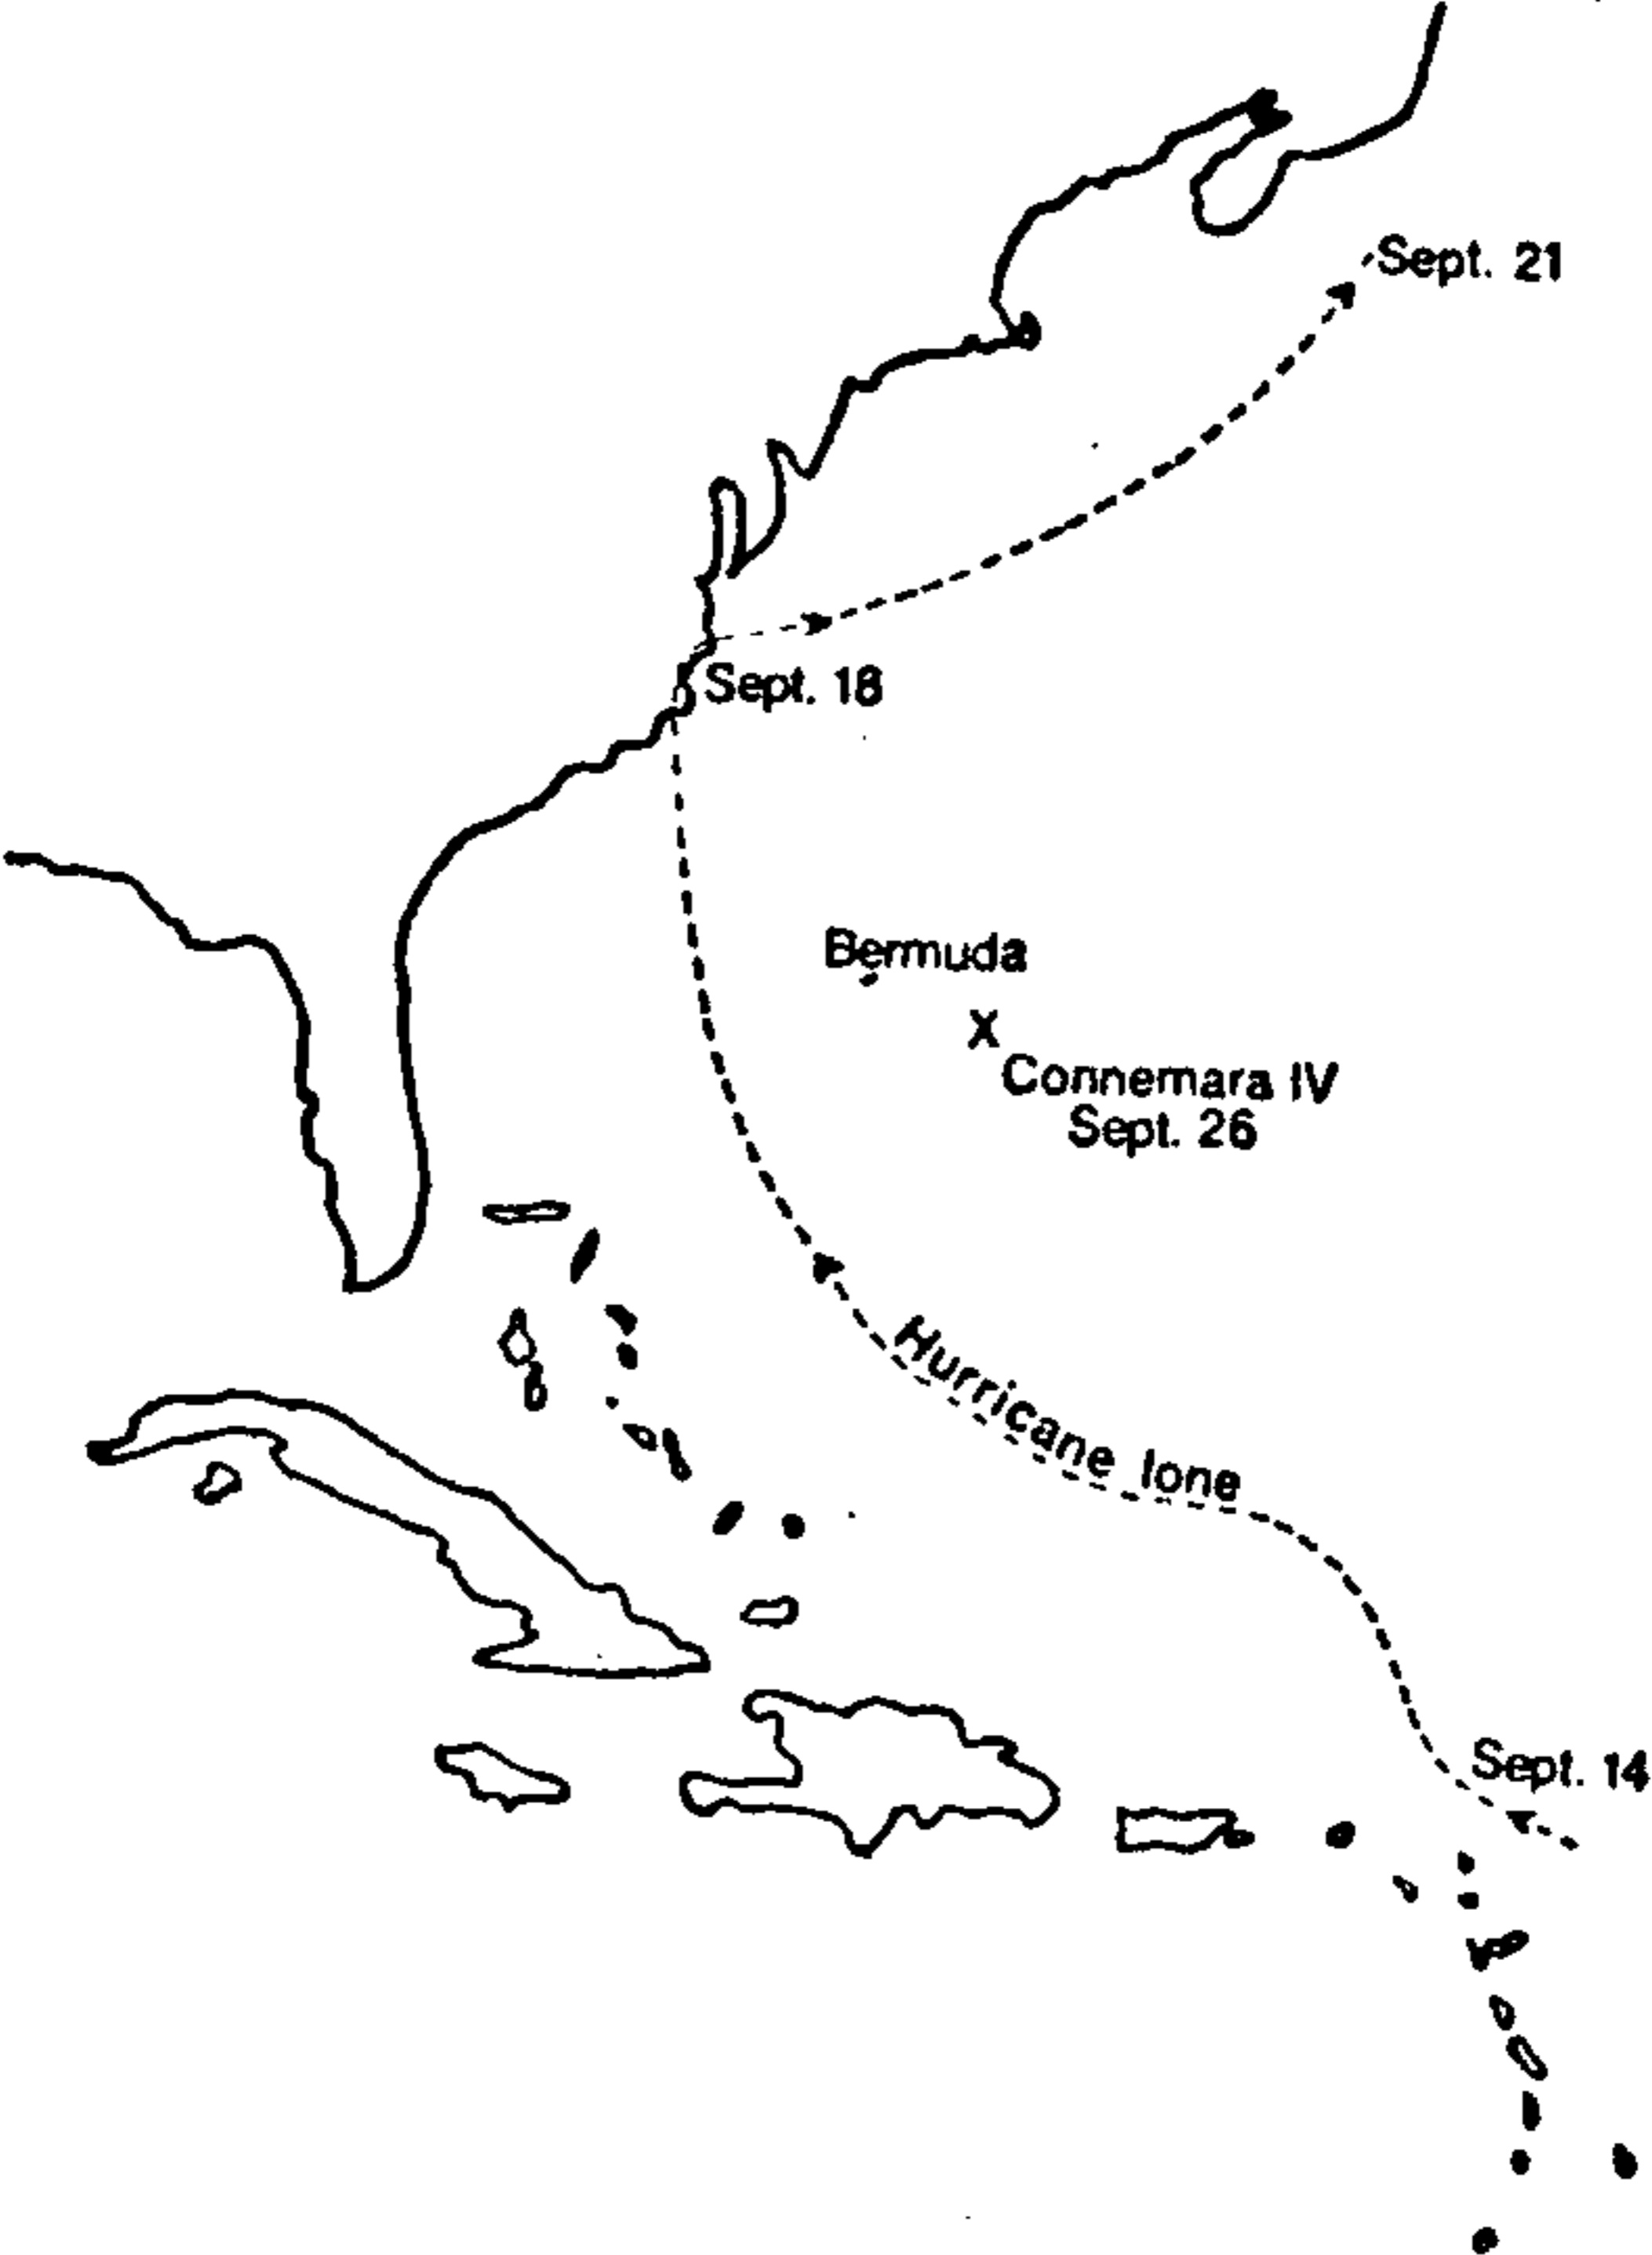 Sept. 21
Sept. 18
Bermuda
X
Connemara IV
Sept. 26
Hurricane Ione
Sept. 14